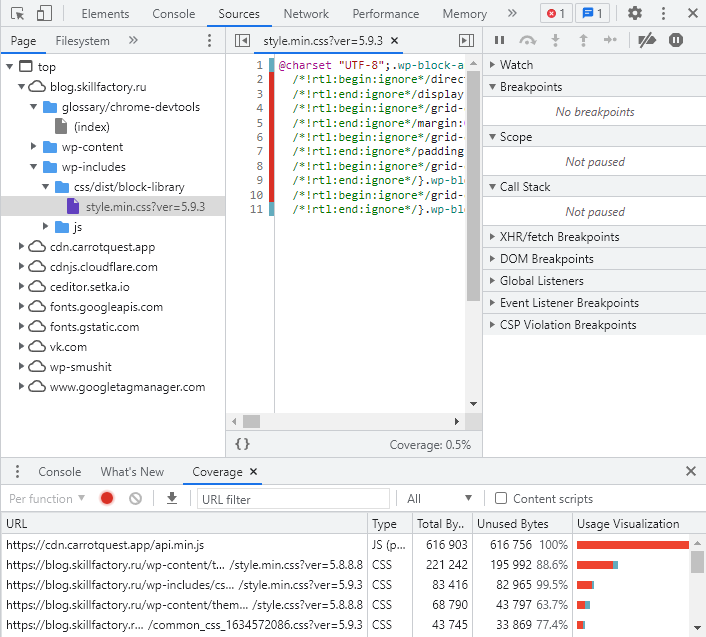 Elements Console Sources Network Performance Memory » 1 1
Page Filesystem »
style.min.css?ver=5.9.3
top
blog.skillfactory.ru
glossary/chrome-devtools
(index)
wp-content
wp-includes
css/dist/block-library
style.min.css?ver=5.9.3
js
cdn.carrotquest.app
cdnjs.cloudflare.com
ceditor.setka.io
fonts.googleapis.com
fonts.gstatic.com
vk.com
wp-smushit
www.googletagmanager.com
1 @charset "UTF-8";.wp-block-a
2 /*!rtl:begin:ignore*/direc
3 /*!rtl:end:ignore*/display
4 /*!rtl:begin:ignore*/grid-
5 /*!rtl:end:ignore*/margin:
6 /*!rtl:begin:ignore*/grid-
7 /*!rtl:end:ignore*/padding
8 /*!rtl:begin:ignore*/grid-
9 /*!rtl:end:ignore*/}.wp-blo
10 /*!rtl:begin:ignore*/grid-
11 /*!rtl:end:ignore*/}.wp-blo
{} Coverage: 0.5%
Watch
Breakpoints
No breakpoints
Scope
Not paused
Call Stack
Not paused
XHR/fetch Breakpoints
DOM Breakpoints
Global Listeners
Event Listener Breakpoints
CSP Violation Breakpoints
Console What's New Coverage
Per function URL filter All Content scripts
URL Type Total By... Unused Bytes Usage Visualization
https://cdn.carrotquest.app/api.min.js JS (p... 616 903 616 756 100%
https://blog.skillfactory.ru/wp-content/t... /style.min.css?ver=5.8.8.8 CSS 221 242 195 992 88.6%
https://blog.skillfactory.ru/wp-includes/cs... /style.min.css?ver=5.9.3 CSS 83 416 82 965 99.5%
https://blog.skillfactory.ru/wp-content/them... /style.css?ver=5.8.8.8 CSS 68 790 43 797 63.7%
https://blog.skillfactory.r... /common_css_1634572086.css?ver=5.9.3 CSS 43 745 33 869 77.4%